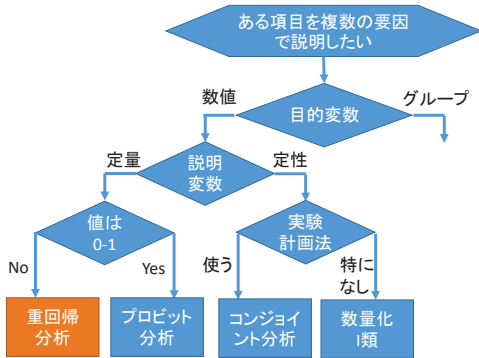 ある項目を複数の要因
で説明したい
数値
グループ
目的変数
定量
説明
変数
定性
値は
0-1
実験
計画法
No
Yes
使う
特に
なし
重回帰
分析
プロビット
分析
コンジョイ
ント分析
数量化
I類